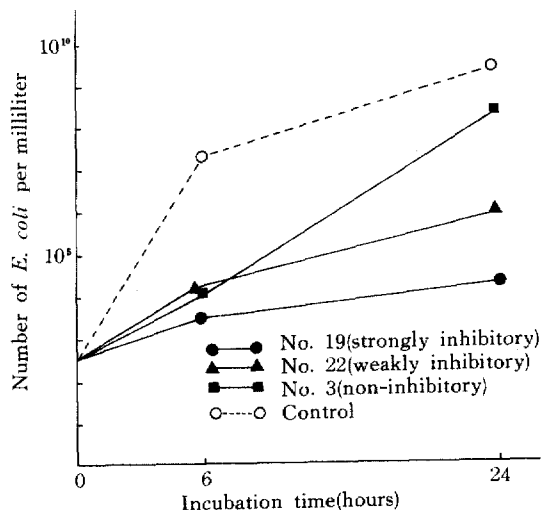 Number of E. coli per milliliter
10¹⁰
10⁵
No. 19(strongly inhibitory)
No. 22(weakly inhibitory)
No. 3(non-inhibitory)
Control
0 6 24
Incubation time(hours)